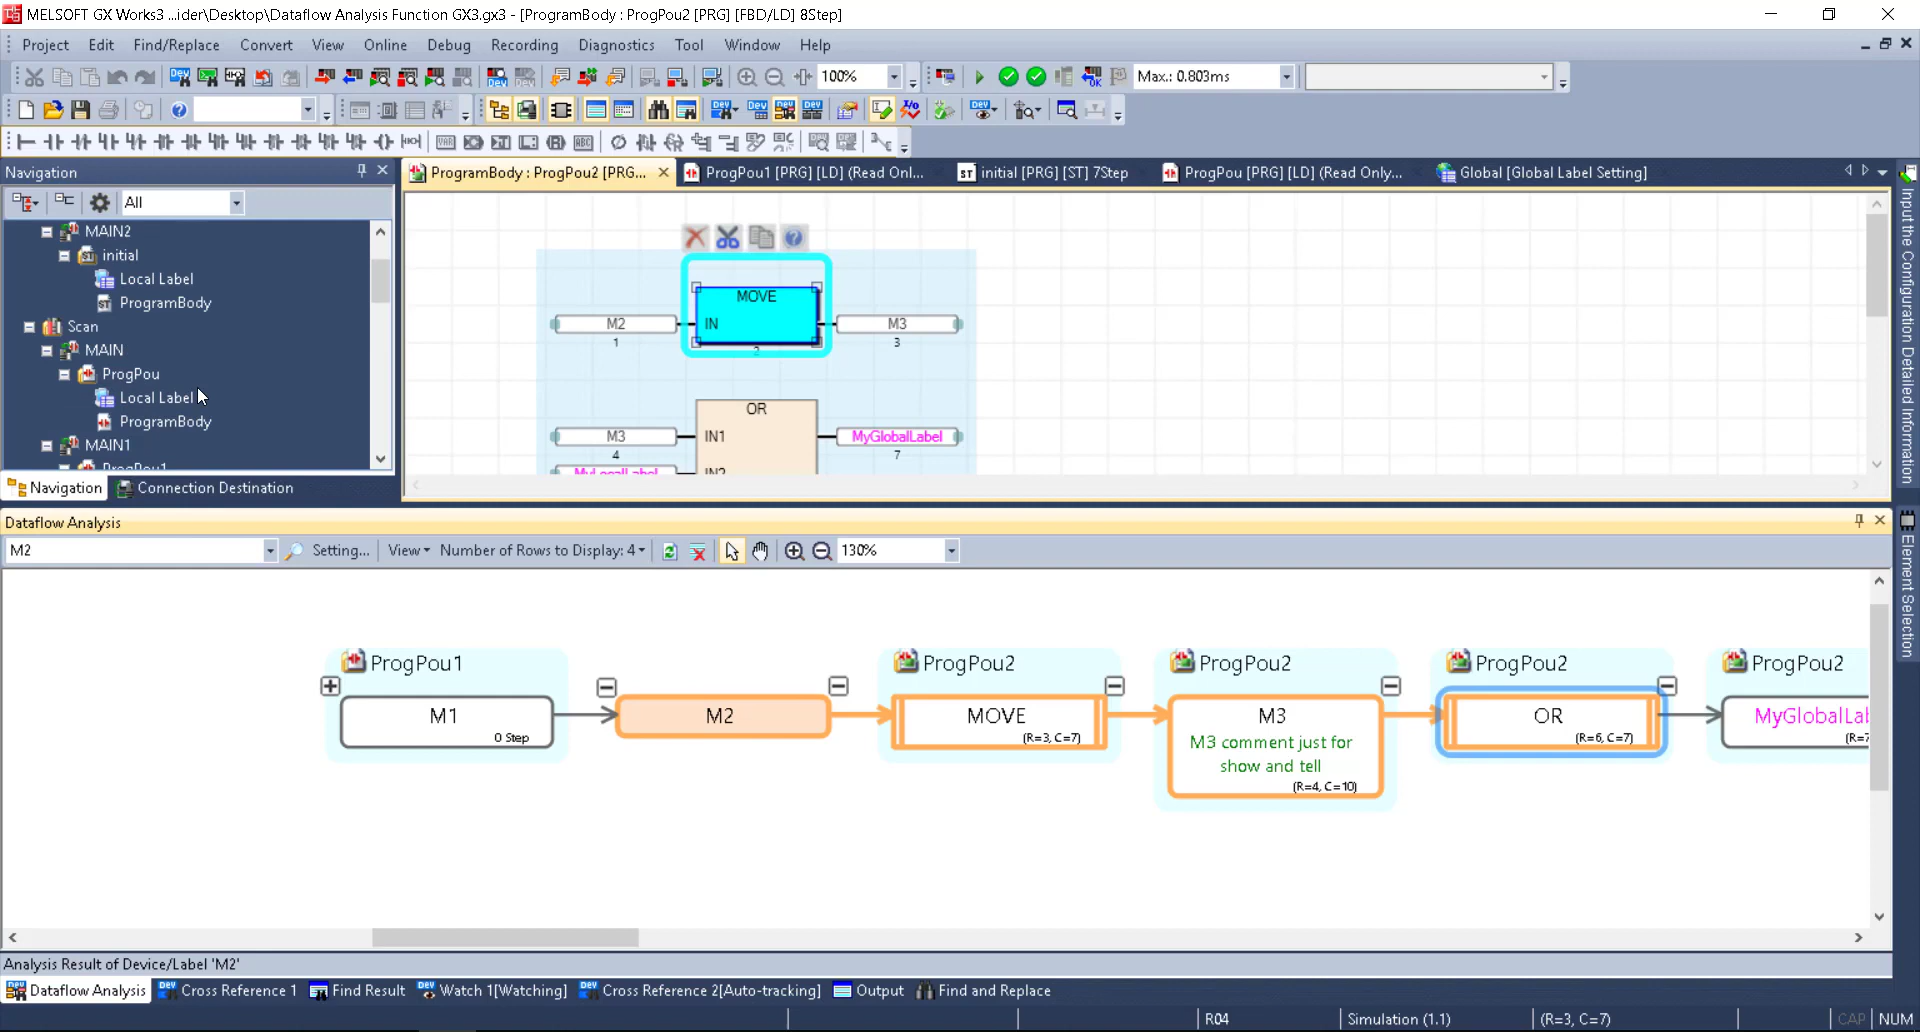 MELSOFT GX Works3 ...ider\Desktop\Dataflow Analysis Function GX3.gx3 - [ProgramBody : ProgPou2 [PRG] [FBD/LD] 8Step]
Project Edit Find/Replace Convert View Online Debug Recording Diagnostics Tool Window Help
100% Max.: 0.803ms
Navigation
ProgramBody : ProgPou2 [PRG... ProgPou1 [PRG] [LD] (Read Onl... initial [PRG] [ST] 7Step ProgPou [PRG] [LD] (Read Only... Global [Global Label Setting]
All
MAIN2
initial
Local Label
ProgramBody
Scan
MAIN
ProgPou
Local Label
ProgramBody
MAIN1
ProgPou1
Navigation Connection Destination
MOVE
M2 IN M3
1 2 3
OR
M3 IN1 MyGlobalLabel
4 7
MyLocalLabel IN2
Input the Configuration Detailed Information
Element Selection
Dataflow Analysis
M2 Setting... View Number of Rows to Display: 4 130%
ProgPou1 ProgPou2 ProgPou2 ProgPou2 ProgPou2
M1 M2 MOVE M3 OR MyGlobalLab
0 Step (R=3, C=7) M3 comment just for (R=6, C=7) (R=7
show and tell
(R=4, C=10)
Analysis Result of Device/Label 'M2'
Dataflow Analysis Cross Reference 1 Find Result Watch 1[Watching] Cross Reference 2[Auto-tracking] Output Find and Replace
R04 Simulation (1.1) (R=3, C=7) CAP NUM